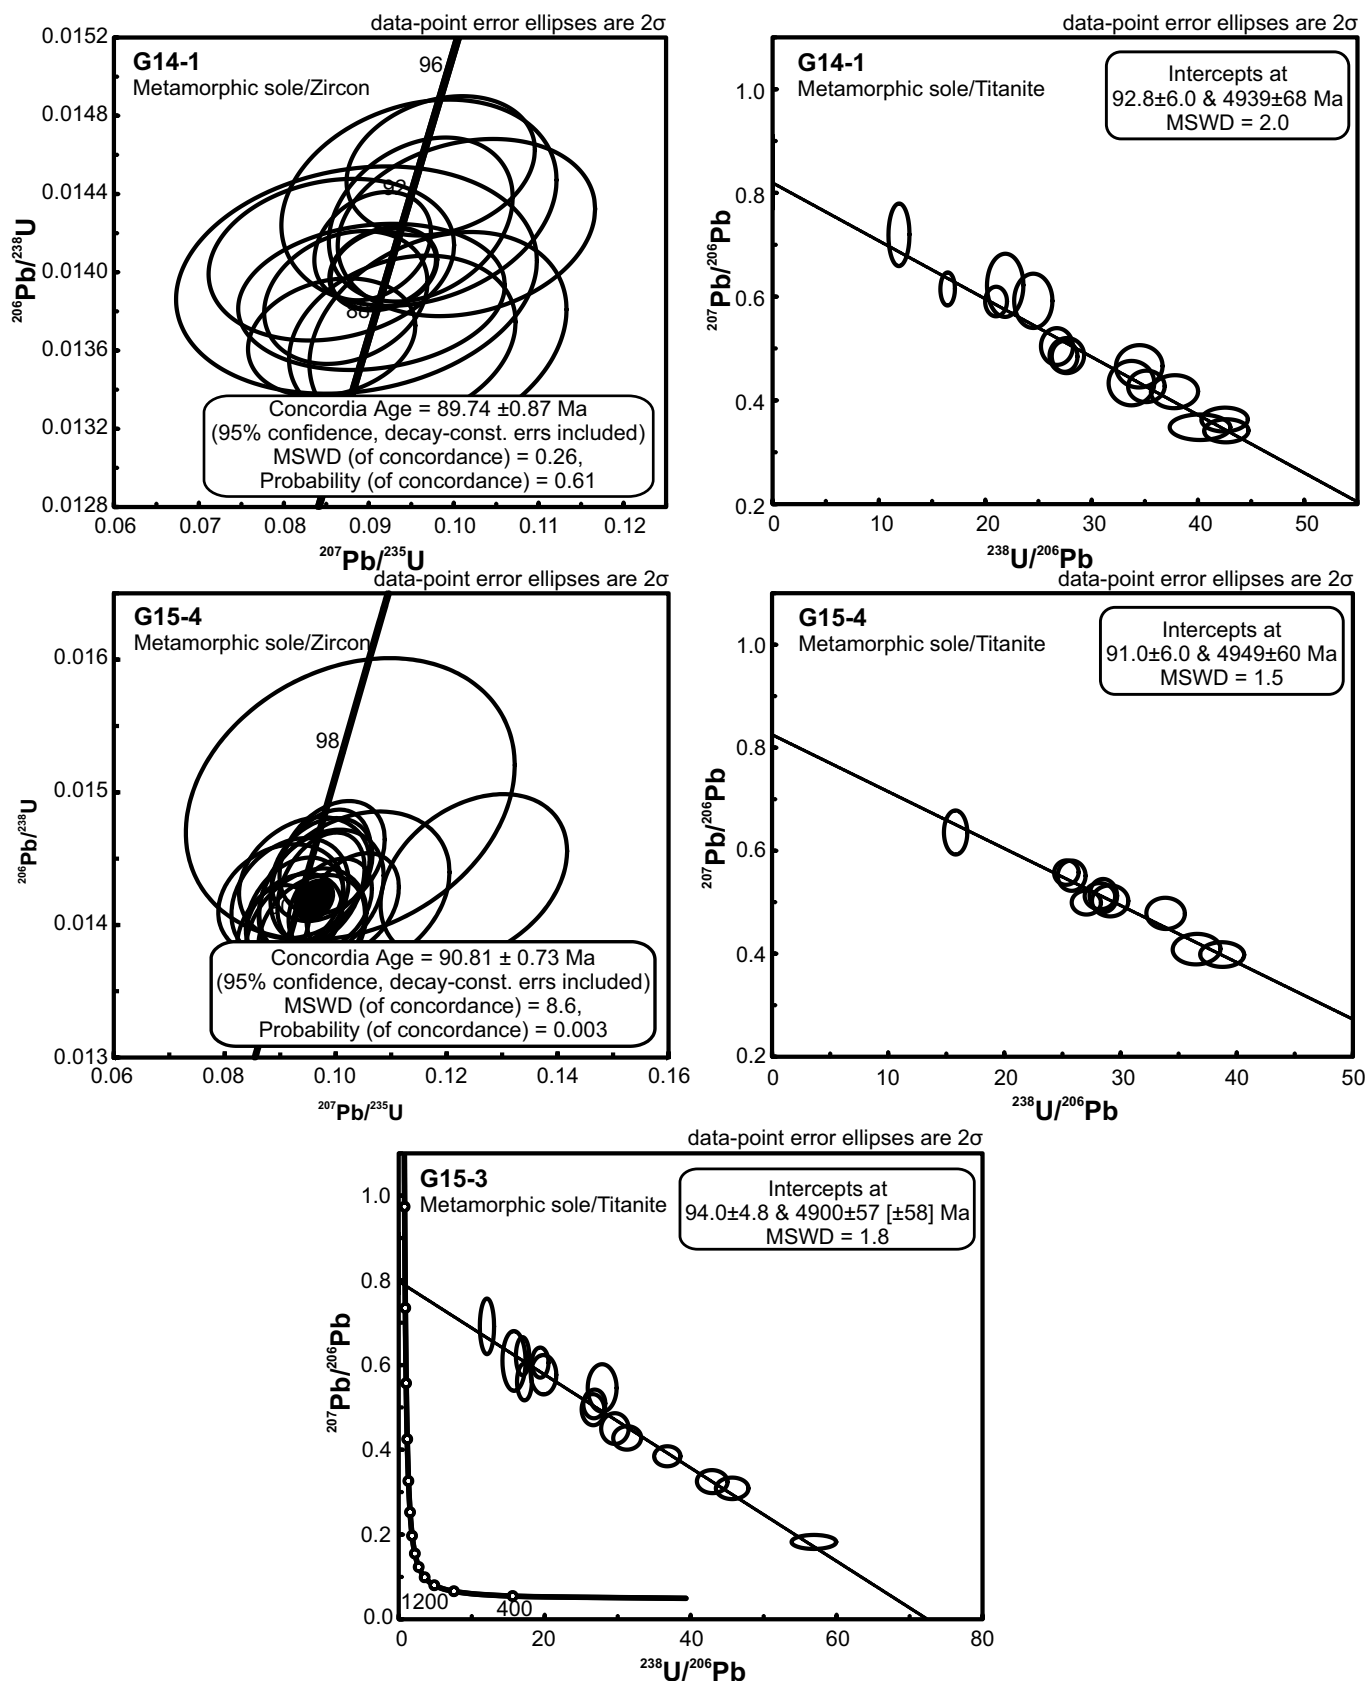 data-point error ellipses are 2σ
G14-1
Metamorphic sole/Zircon
96
92
88
Concordia Age = 89.74 ±0.87 Ma
(95% confidence, decay-const. errs included)
MSWD (of concordance) = 0.26,
Probability (of concordance) = 0.61
0.0152
0.0148
0.0144
0.0140
0.0136
0.0132
0.0128
206Pb/238U
0.06 0.07 0.08 0.09 0.10 0.11 0.12
207Pb/235U
data-point error ellipses are 2σ
G14-1
Metamorphic sole/Titanite
Intercepts at
92.8±6.0 & 4939±68 Ma
MSWD = 2.0
1.0
0.8
0.6
0.4
0.2
207Pb/206Pb
0 10 20 30 40 50
238U/206Pb
data-point error ellipses are 2σ
G15-4
Metamorphic sole/Zircon
98
Concordia Age = 90.81 ± 0.73 Ma
(95% confidence, decay-const. errs included)
MSWD (of concordance) = 8.6,
Probability (of concordance) = 0.003
0.016
0.015
0.014
0.013
206Pb/238U
0.06 0.08 0.10 0.12 0.14 0.16
207Pb/235U
data-point error ellipses are 2σ
G15-4
Metamorphic sole/Titanite
Intercepts at
91.0±6.0 & 4949±60 Ma
MSWD = 1.5
1.0
0.8
0.6
0.4
0.2
207Pb/206Pb
0 10 20 30 40 50
238U/206Pb
data-point error ellipses are 2σ
G15-3
Metamorphic sole/Titanite
Intercepts at
94.0±4.8 & 4900±57 [±58] Ma
MSWD = 1.8
1.0
0.8
0.6
0.4
0.2
0.0
207Pb/206Pb
1200
400
0 20 40 60 80
238U/206Pb